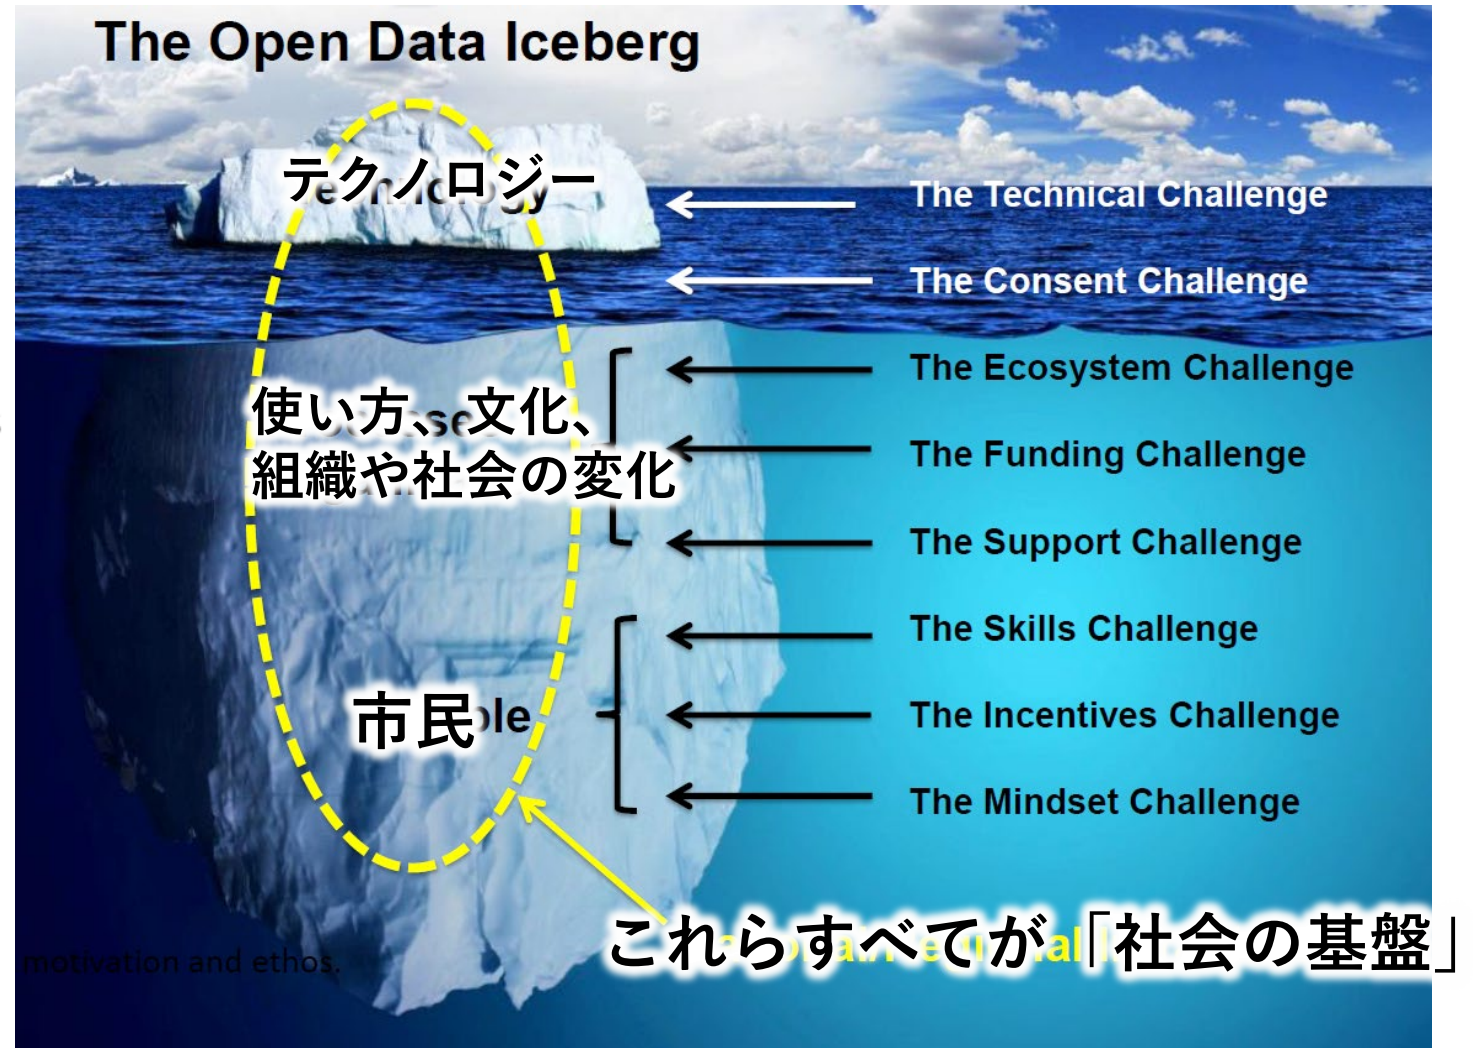 The Open Data Iceberg
テクノロジー
The Technical Challenge
The Consent Challenge
The Ecosystem Challenge
使い方、文化、
組織や社会の変化
The Funding Challenge
The Support Challenge
The Skills Challenge
市民
The Incentives Challenge
The Mindset Challenge
これらすべてが「社会の基盤」
motivation and ethos.